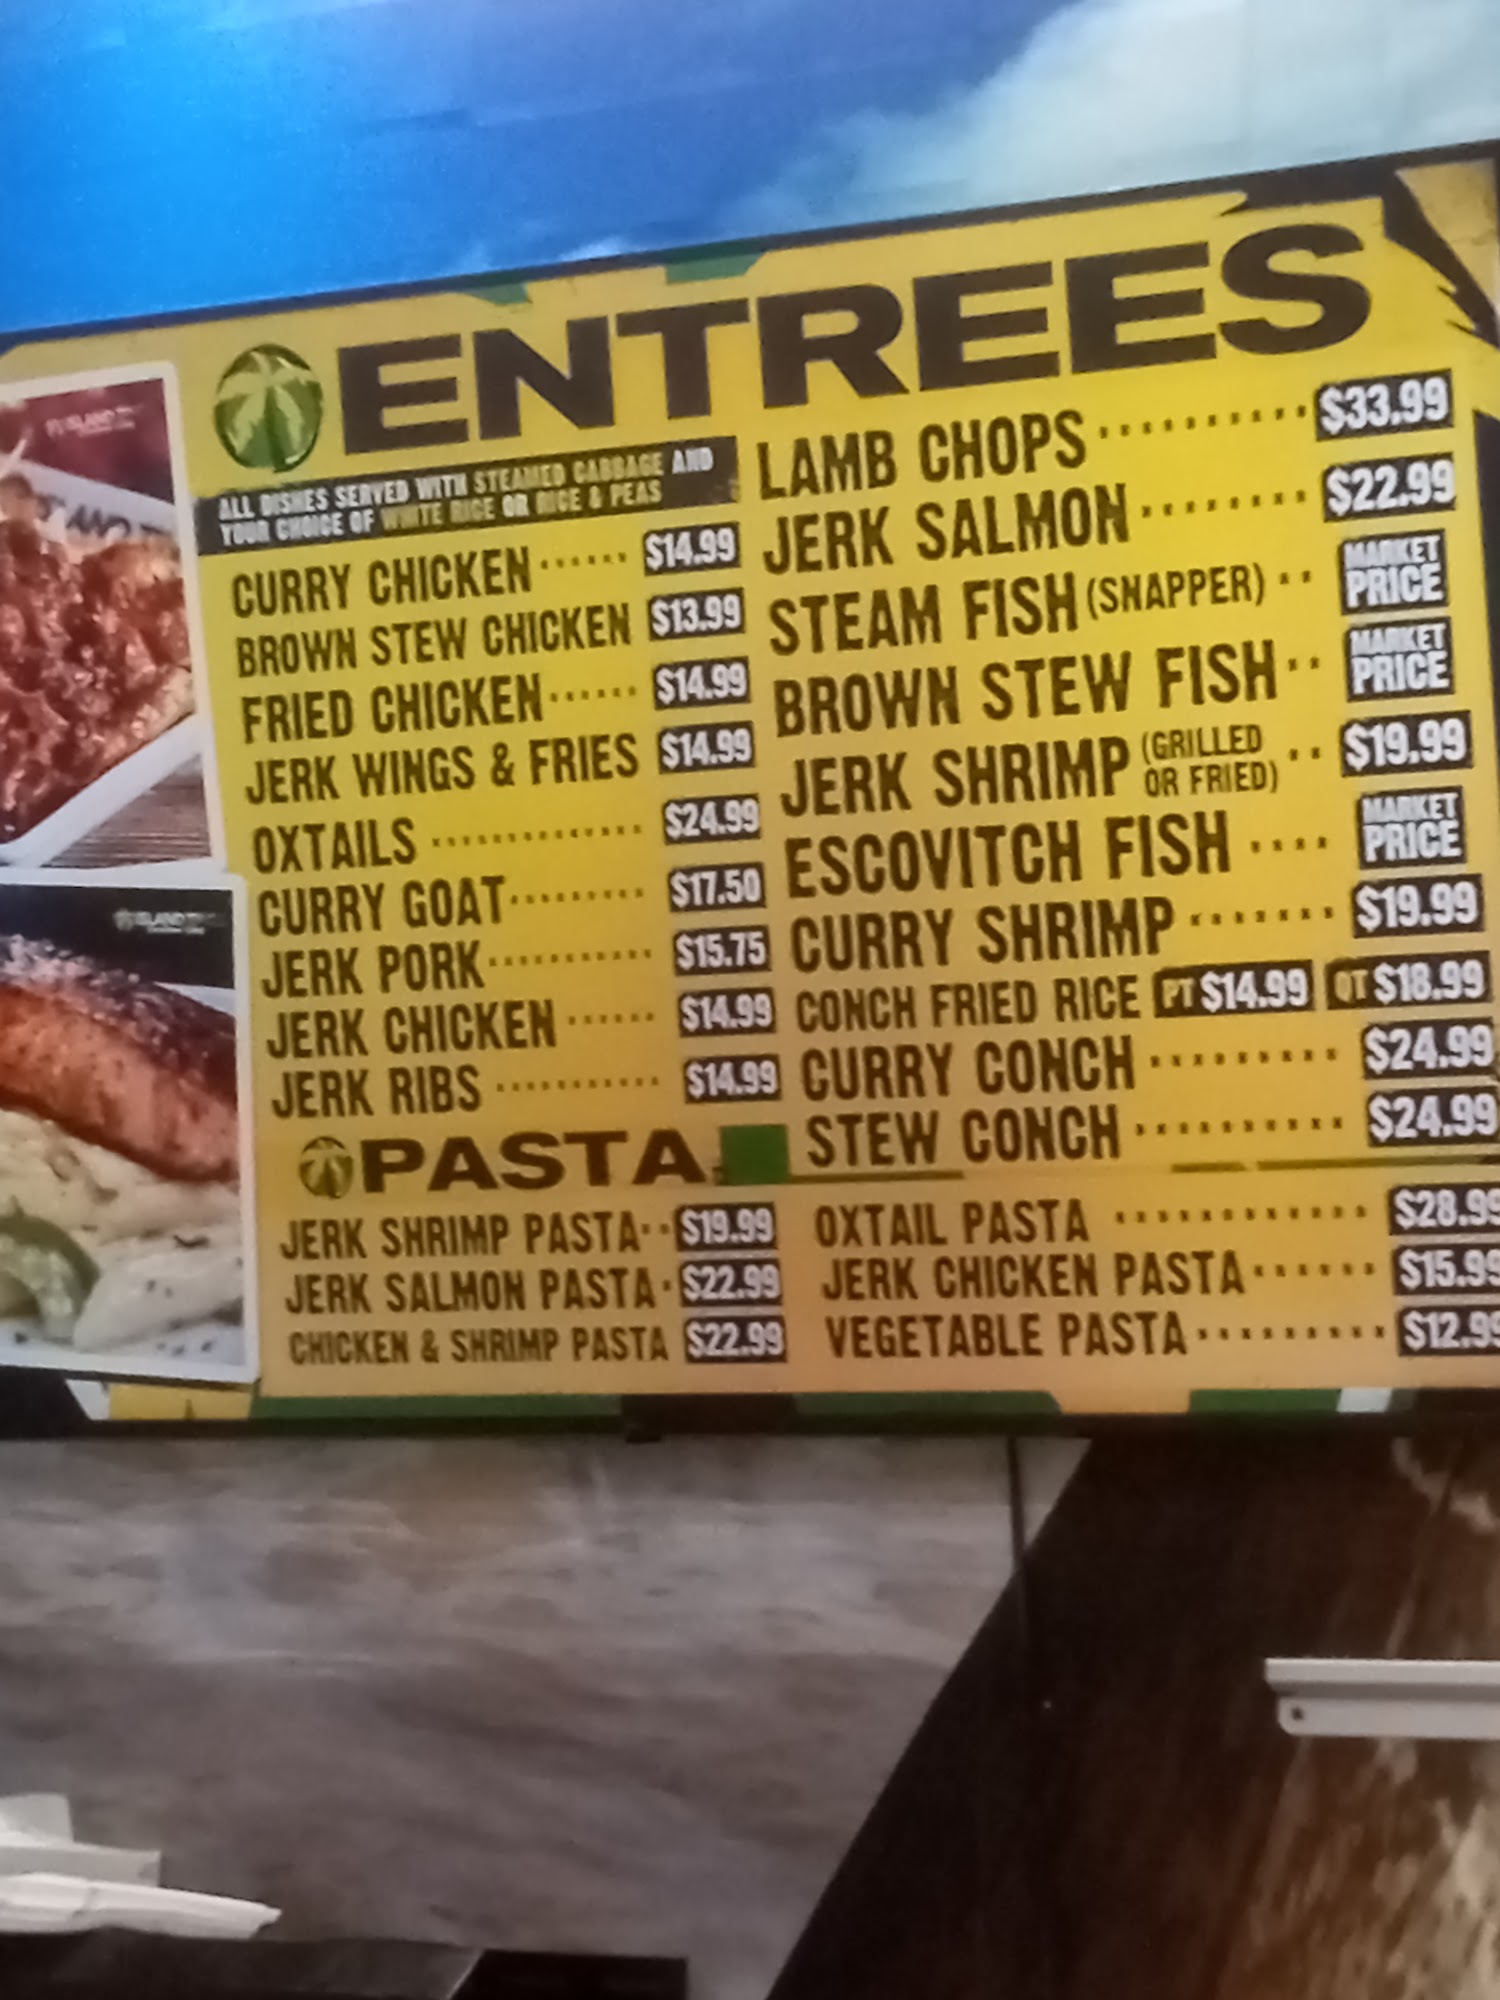 ENTREES
ALL DISHES SERVED WITH STEAMED CABBAGE AND
YOUR CHOICE OF WHITE RICE OR RICE & PEAS
CURRY CHICKEN ...... $14.99
BROWN STEW CHICKEN $13.99
FRIED CHICKEN ...... $14.99
JERK WINGS & FRIES $14.99
OXTAILS ............... $24.99
CURRY GOAT ......... $17.50
JERK PORK ........... $15.75
JERK CHICKEN ...... $14.99
JERK RIBS ........... $14.99
LAMB CHOPS .......... $33.99
JERK SALMON ........ $22.99
STEAM FISH (SNAPPER) .. MARKET PRICE
BROWN STEW FISH .. MARKET PRICE
JERK SHRIMP (GRILLED OR FRIED) .. $19.99
ESCOVITCH FISH .... MARKET PRICE
CURRY SHRIMP ....... $19.99
CONCH FRIED RICE PT $14.99 QT $18.99
CURRY CONCH ......... $24.99
STEW CONCH .......... $24.99
PASTA
JERK SHRIMP PASTA .. $19.99
JERK SALMON PASTA . $22.99
CHICKEN & SHRIMP PASTA $22.99
OXTAIL PASTA ............. $28.99
JERK CHICKEN PASTA ...... $15.99
VEGETABLE PASTA ......... $12.99